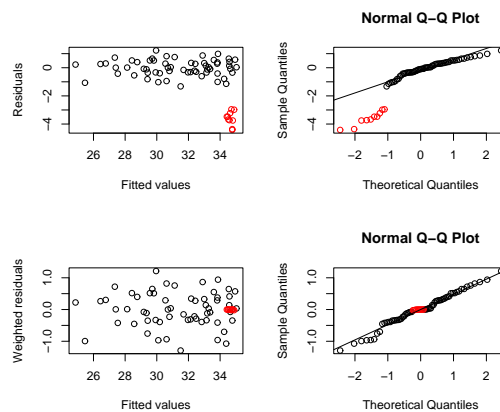 Normal Q−Q Plot
Residuals
0
−2
−4
26 28 30 32 34
Fitted values
Sample Quantiles
0
−2
−4
−2 −1 0 1 2
Theoretical Quantiles
Normal Q−Q Plot
Weighted residuals
1.0
0.0
−1.0
26 28 30 32 34
Fitted values
Sample Quantiles
1.0
0.0
−1.0
−2 −1 0 1 2
Theoretical Quantiles